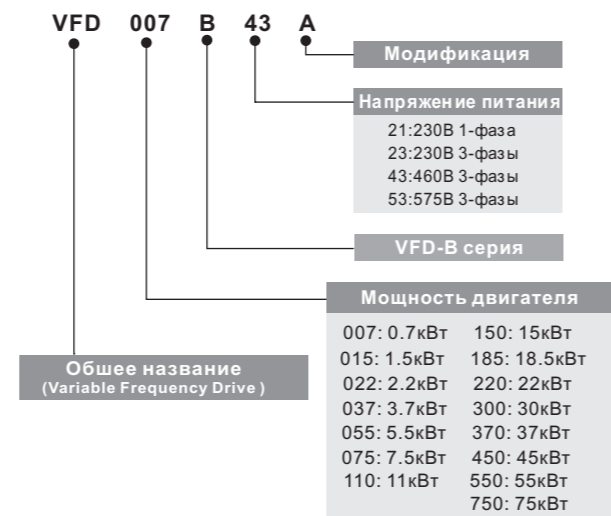 VFD 007 B 43 A
Модификация
Напряжение питания
21:230В 1-фаза
23:230В 3-фазы
43:460В 3-фазы
53:575В 3-фазы
VFD-В серия
Мощность двигателя
007: 0.7кВт 150: 15кВт
015: 1.5кВт 185: 18.5кВт
022: 2.2кВт 220: 22кВт
037: 3.7кВт 300: 30кВт
055: 5.5кВт 370: 37кВт
075: 7.5кВт 450: 45кВт
110: 11кВт 550: 55кВт
750: 75кВт
Обшее название
(Variable Frequency Drive )